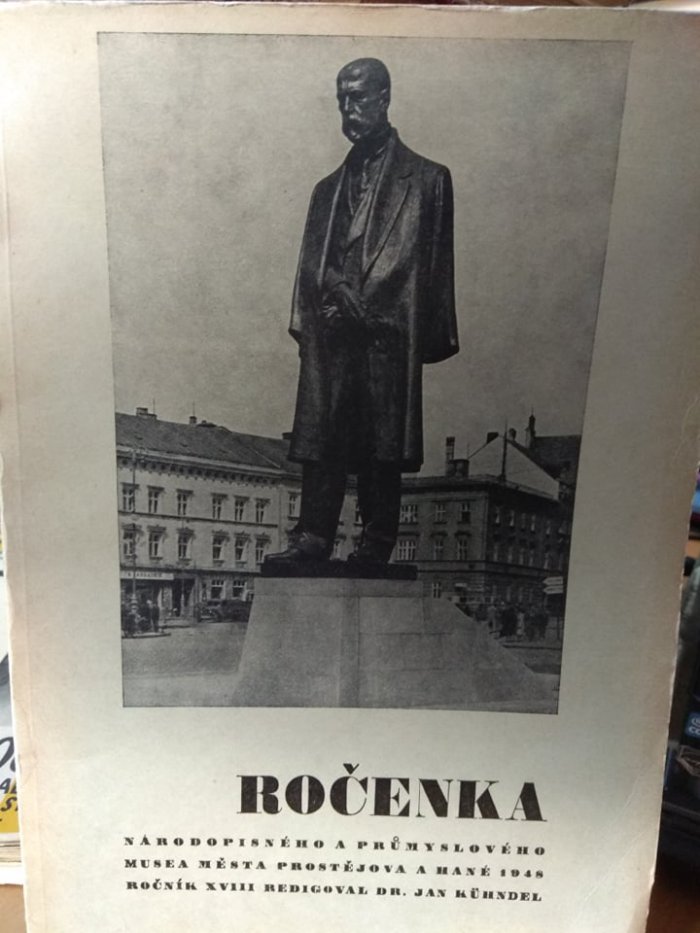 ROČENKA
NÁRODOPISNÉHO A PRŮMYSLOVÉHO
MUSEA MĚSTA PROSTĚJOVA A HANÉ 1948
ROČNÍK XVIII REDIGOVAL DR. JAN KÜHNDEL